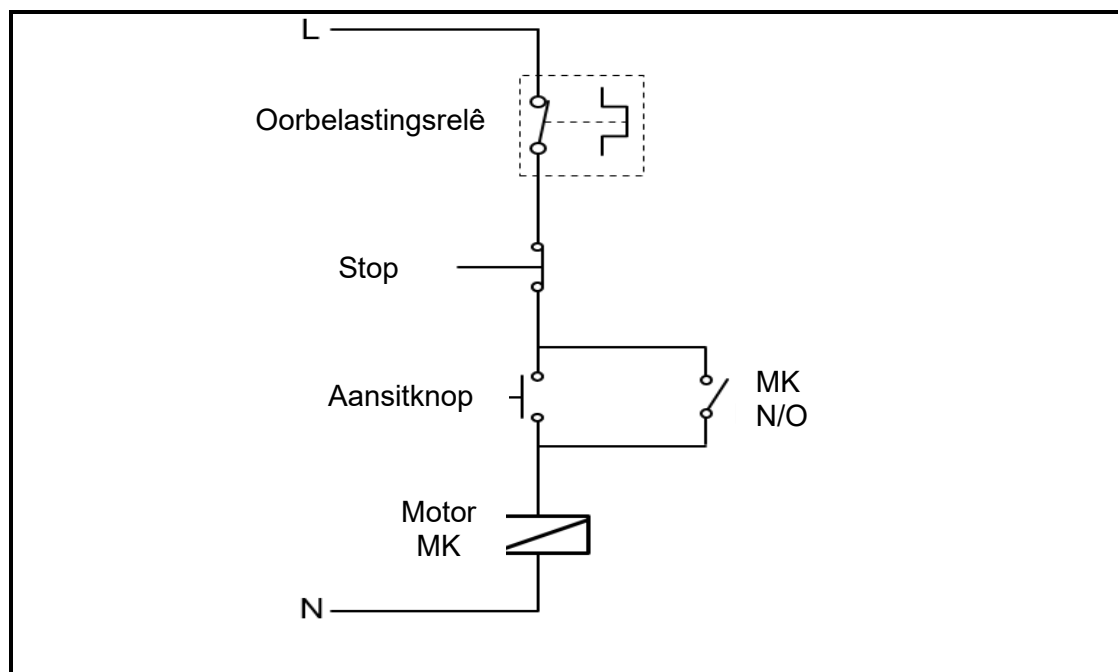 L
Oorbelastingsrelê
Stop
Aansitknop
MK
N/O
Motor
MK
N